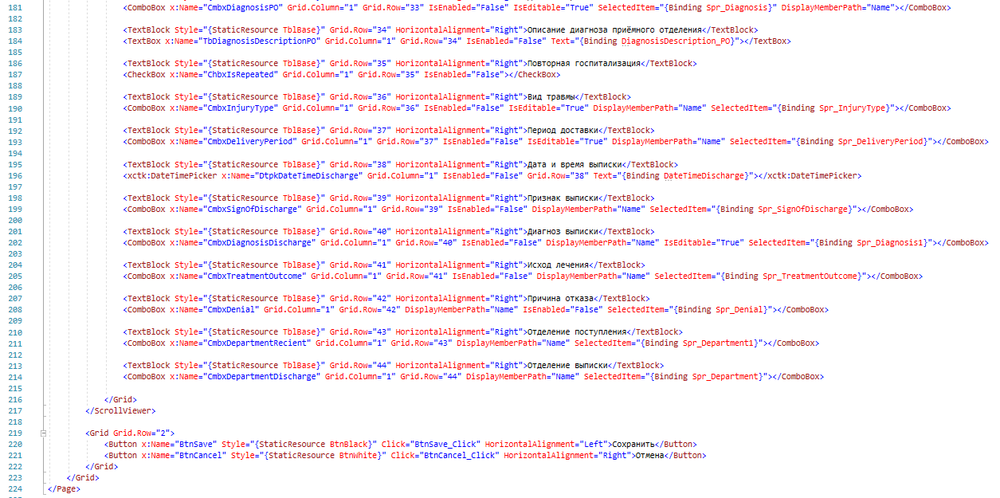 181 <ComboBox x:Name="CmbxDiagnosisPO" Grid.Column="1" Grid.Row="33" IsEnabled="False" IsEditable="True" SelectedItem="{Binding Spr_Diagnosis}" DisplayMemberPath="Name"></ComboBox>
182
183 <TextBlock Style="{StaticResource TblBase}" Grid.Row="34" HorizontalAlignment="Right">Описание диагноза приёмного отделения</TextBlock>
184 <TextBox x:Name="TbDiagnosisDescriptionPO" Grid.Column="1" Grid.Row="34" IsEnabled="False" Text="{Binding DiagnosisDescription_PO}"></TextBox>
185
186 <TextBlock Style="{StaticResource TblBase}" Grid.Row="35" HorizontalAlignment="Right">Повторная госпитализация</TextBlock>
187 <CheckBox x:Name="ChbxIsRepeated" Grid.Column="1" Grid.Row="35" IsEnabled="False"></CheckBox>
188
189 <TextBlock Style="{StaticResource TblBase}" Grid.Row="36" HorizontalAlignment="Right">Вид травмы</TextBlock>
190 <ComboBox x:Name="CmbxInjuryType" Grid.Column="1" Grid.Row="36" IsEnabled="False" IsEditable="True" DisplayMemberPath="Name" SelectedItem="{Binding Spr_InjuryType}"></ComboBox>
191
192 <TextBlock Style="{StaticResource TblBase}" Grid.Row="37" HorizontalAlignment="Right">Период доставки</TextBlock>
193 <ComboBox x:Name="CmbxDeliveryPeriod" Grid.Column="1" Grid.Row="37" IsEnabled="False" IsEditable="True" DisplayMemberPath="Name" SelectedItem="{Binding Spr_DeliveryPeriod}"></ComboBox>
194
195 <TextBlock Style="{StaticResource TblBase}" Grid.Row="38" HorizontalAlignment="Right">Дата и время выписки</TextBlock>
196 <xctk:DateTimePicker x:Name="DtpkDateTimeDischarge" Grid.Column="1" IsEnabled="False" Grid.Row="38" Text="{Binding DateTimeDischarge}"></xctk:DateTimePicker>
197
198 <TextBlock Style="{StaticResource TblBase}" Grid.Row="39" HorizontalAlignment="Right">Признак выписки</TextBlock>
199 <ComboBox x:Name="CmbxSignOfDischarge" Grid.Column="1" Grid.Row="39" IsEnabled="False" DisplayMemberPath="Name" SelectedItem="{Binding Spr_SignOfDischarge}"></ComboBox>
200
201 <TextBlock Style="{StaticResource TblBase}" Grid.Row="40" HorizontalAlignment="Right">Диагноз выписки</TextBlock>
202 <ComboBox x:Name="CmbxDiagnosisDischarge" Grid.Column="1" Grid.Row="40" IsEnabled="False" DisplayMemberPath="Name" IsEditable="True" SelectedItem="{Binding Spr_Diagnosis1}"></ComboBox>
203
204 <TextBlock Style="{StaticResource TblBase}" Grid.Row="41" HorizontalAlignment="Right">Исход лечения</TextBlock>
205 <ComboBox x:Name="CmbxTreatmentOutcome" Grid.Column="1" Grid.Row="41" IsEnabled="False" DisplayMemberPath="Name" SelectedItem="{Binding Spr_TreatmentOutcome}"></ComboBox>
206
207 <TextBlock Style="{StaticResource TblBase}" Grid.Row="42" HorizontalAlignment="Right">Причина отказа</TextBlock>
208 <ComboBox x:Name="CmbxDenial" Grid.Column="1" Grid.Row="42" DisplayMemberPath="Name" IsEnabled="False" SelectedItem="{Binding Spr_Denial}"></ComboBox>
209
210 <TextBlock Style="{StaticResource TblBase}" Grid.Row="43" HorizontalAlignment="Right">Отделение поступления</TextBlock>
211 <ComboBox x:Name="CmbxDepartmentRecient" Grid.Column="1" Grid.Row="43" DisplayMemberPath="Name" SelectedItem="{Binding Spr_Department1}"></ComboBox>
212
213 <TextBlock Style="{StaticResource TblBase}" Grid.Row="44" HorizontalAlignment="Right">Отделение выписки</TextBlock>
214 <ComboBox x:Name="CmbxDepartmentDischarge" Grid.Column="1" Grid.Row="44" DisplayMemberPath="Name" SelectedItem="{Binding Spr_Department}"></ComboBox>
215
216 </Grid>
217 </ScrollViewer>
218
219 <Grid Grid.Row="2">
220 <Button x:Name="BtnSave" Style="{StaticResource BtnBlack}" Click="BtnSave_Click" HorizontalAlignment="Left">Сохранить</Button>
221 <Button x:Name="BtnCancel" Style="{StaticResource BtnWhite}" Click="BtnCancel_Click" HorizontalAlignment="Right">Отмена</Button>
222 </Grid>
223 </Grid>
224 </Page>